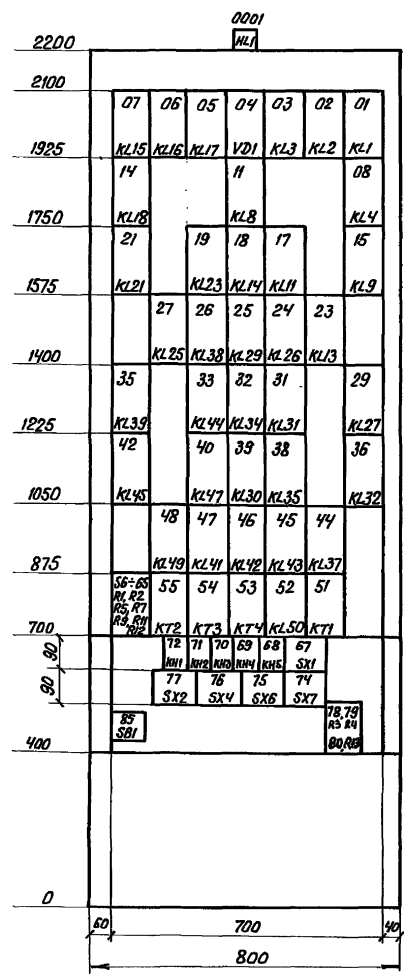 0001
HL1
2200
2100
07 06 05 04 03 02 01
1925
KL15 KL16 KL17 VD1 KL3 KL2 KL1
14 11 08
1750
KL18 KL8 KL4
21 19 18 17 15
1575
KL21 KL23 KL14 KL11 KL9
27 26 25 24 23
1400
KL25 KL38 KL29 KL26 KL13
35 33 32 31 29
1225
KL39 KL44 KL34 KL31 KL27
42 40 39 38 36
1050
KL45 KL47 KL30 KL35 KL32
48 47 46 45 44
875
KL49 KL41 KL42 KL43 KL37
56÷65
R1, R2
R5, R7
R9, R11
R12
55 54 53 52 51
700
KT2 KT3 KT4 KL50 KT1
90
72 71 70 69 68 67
KH1 KH2 KH3 KH4 KH5 SX1
90
77 76 75 74
SX2 SX4 SX6 SX7
78,79
R3 R4
80, R13
85
SB1
400
0
60 700 40
800